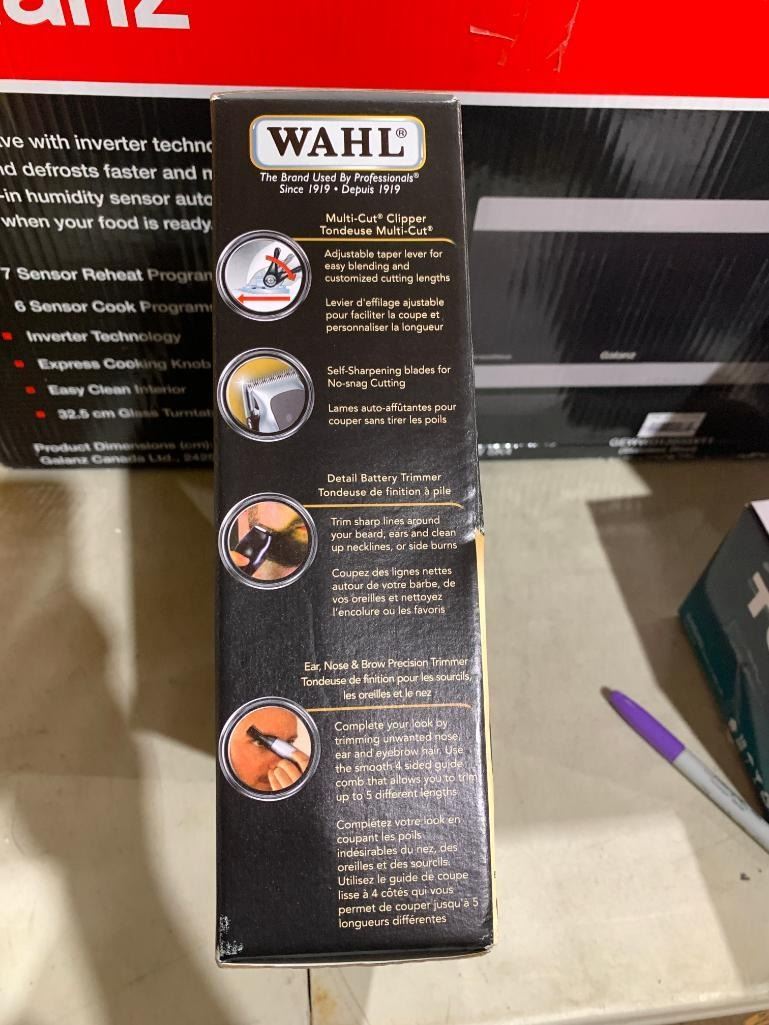 WAHL®
The Brand Used By Professionals®
Since 1919 • Depuis 1919
Multi-Cut® Clipper
Tondeuse Multi-Cut®
Adjustable taper lever for
easy blending and
customized cutting lengths
Levier d'effilage ajustable
pour faciliter la coupe et
personnaliser la longueur
Self-Sharpening blades for
No-snag Cutting
Lames auto-affûtantes pour
couper sans tirer les poils
Detail Battery Trimmer
Tondeuse de finition à pile
Trim sharp lines around
your beard, ears and clean
up necklines, or side burns
Coupez des lignes nettes
autour de votre barbe, de
vos oreilles et nettoyez
l'encolure ou les favoris
Ear, Nose & Brow Precision Trimmer
Tondeuse de finition pour les sourcils,
les oreilles et le nez
Complete your look by
trimming unwanted nose,
ear and eyebrow hair. Use
the smooth 4 sided guide
comb that allows you to trim
up to 5 different lengths
Complétez votre look en
coupant les poils
indésirables du nez, des
oreilles et des sourcils.
Utilisez le guide de coupe
lisse à 4 côtés qui vous
permet de couper jusqu'à 5
longueurs différentes
with inverter
defrosts faster and
-in humidity sensor
when your food is ready.
7 Sensor Reheat
6 Sensor Cook
Inverter Technology
Express Cooking Knob
Easy Clean Interior
32.5 cm Glass
Product Dimensions (cm):
Galanz Canada Ltd.,
Galanz